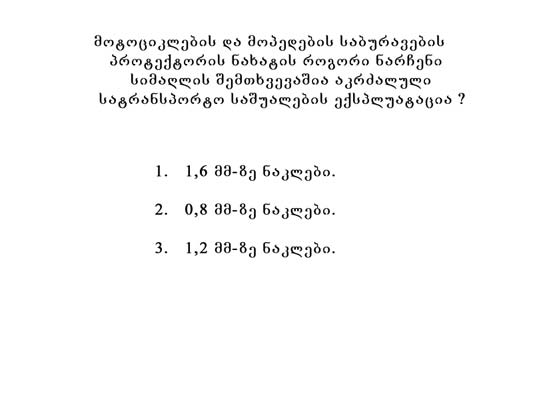 მოტოციკლების და მოპედების საბურავების
პროტექტორის ნახატის როგორი ნარჩენი
სიმაღლის შემთხვევაშია აკრძალული
სატრანსპორტო საშუალების ექსპლუატაცია ?
1. 1,6 მმ-ზე ნაკლები.
2. 0,8 მმ-ზე ნაკლები.
3. 1,2 მმ-ზე ნაკლები.